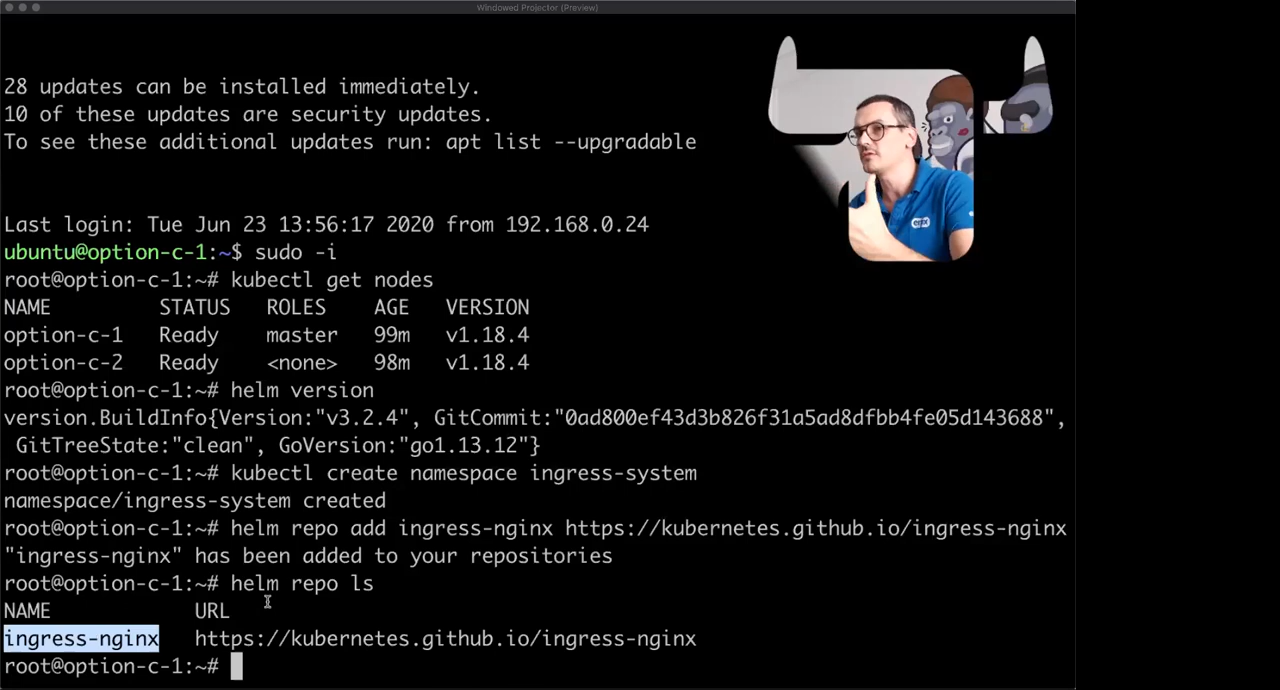 Windowed Projector (Preview)
28 updates can be installed immediately.
10 of these updates are security updates.
To see these additional updates run: apt list --upgradable
Last login: Tue Jun 23 13:56:17 2020 from 192.168.0.24
ubuntu@option-c-1:~$ sudo -i
root@option-c-1:~# kubectl get nodes
NAME STATUS ROLES AGE VERSION
option-c-1 Ready master 99m v1.18.4
option-c-2 Ready <none> 98m v1.18.4
root@option-c-1:~# helm version
version.BuildInfo{Version:"v3.2.4", GitCommit:"0ad800ef43d3b826f31a5ad8dfbb4fe05d143688",
GitTreeState:"clean", GoVersion:"go1.13.12"}
root@option-c-1:~# kubectl create namespace ingress-system
namespace/ingress-system created
root@option-c-1:~# helm repo add ingress-nginx https://kubernetes.github.io/ingress-nginx
"ingress-nginx" has been added to your repositories
root@option-c-1:~# helm repo ls
NAME URL
ingress-nginx https://kubernetes.github.io/ingress-nginx
root@option-c-1:~#